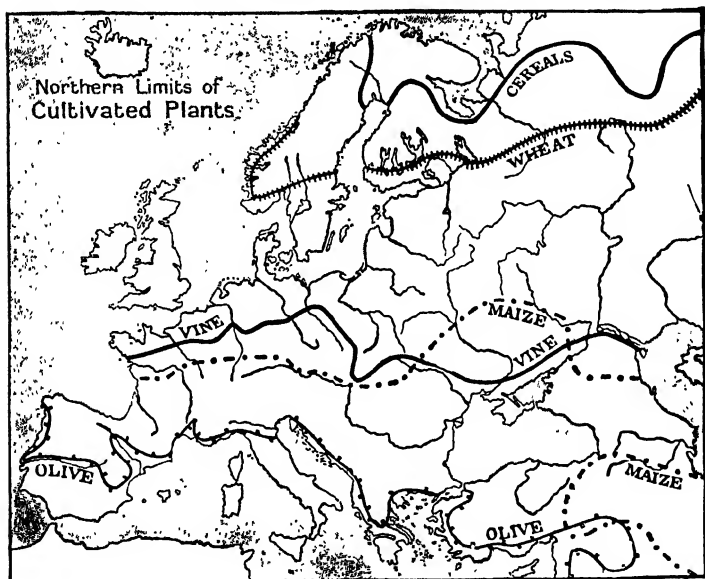 Northern Limits of
Cultivated Plants
CEREALS
WHEAT
VINE
MAIZE
VINE
OLIVE
MAIZE
OLIVE